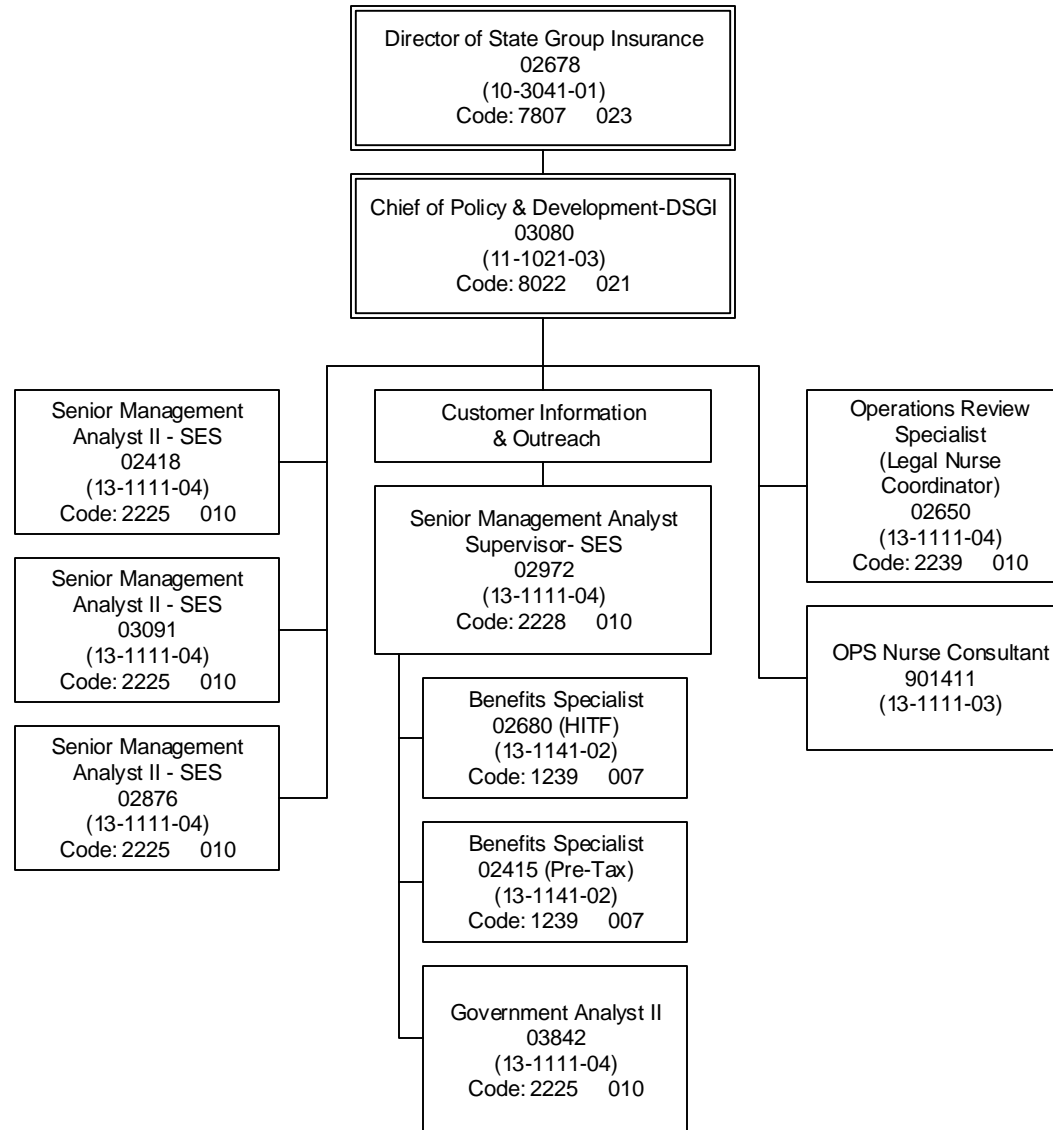 Director of State Group Insurance
02678
(10-3041-01)
Code: 7807 023
Chief of Policy & Development-DSGI
03080
(11-1021-03)
Code: 8022 021
Senior Management
Analyst II - SES
02418
(13-1111-04)
Code: 2225 010
Senior Management
Analyst II - SES
03091
(13-1111-04)
Code: 2225 010
Senior Management
Analyst II - SES
02876
(13-1111-04)
Code: 2225 010
Customer Information
& Outreach
Senior Management Analyst
Supervisor- SES
02972
(13-1111-04)
Code: 2228 010
Benefits Specialist
02680 (HITF)
(13-1141-02)
Code: 1239 007
Benefits Specialist
02415 (Pre-Tax)
(13-1141-02)
Code: 1239 007
Government Analyst II
03842
(13-1111-04)
Code: 2225 010
Operations Review
Specialist
(Legal Nurse
Coordinator)
02650
(13-1111-04)
Code: 2239 010
OPS Nurse Consultant
901411
(13-1111-03)